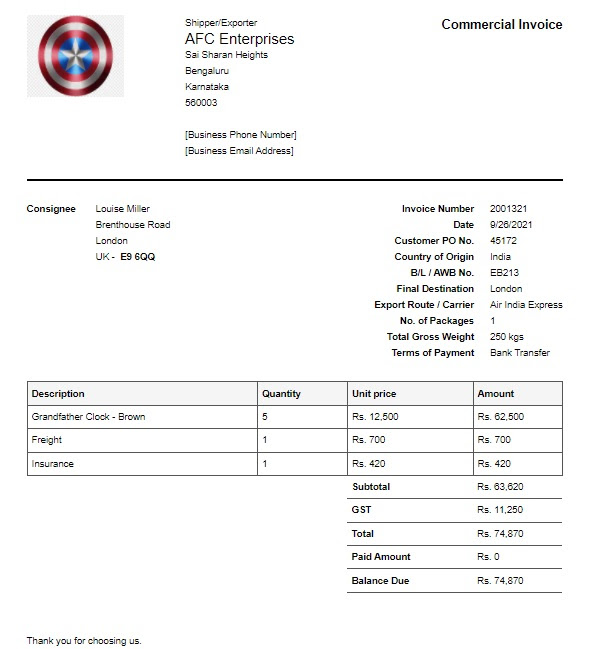 Shipper/Exporter
Commercial Invoice
AFC Enterprises
Sai Sharan Heights
Bengaluru
Karnataka
560003
[Business Phone Number]
[Business Email Address]
Consignee Louise Miller
Brenthouse Road
London
UK - E9 6QQ
Invoice Number 2001321
Date 9/26/2021
Customer PO No. 45172
Country of Origin India
B/L / AWB No. EB213
Final Destination London
Export Route / Carrier Air India Express
No. of Packages 1
Total Gross Weight 250 kgs
Terms of Payment Bank Transfer
Description Quantity Unit price Amount
Grandfather Clock - Brown 5 Rs. 12,500 Rs. 62,500
Freight 1 Rs. 700 Rs. 700
Insurance 1 Rs. 420 Rs. 420
Subtotal Rs. 63,620
GST Rs. 11,250
Total Rs. 74,870
Paid Amount Rs. 0
Balance Due Rs. 74,870
Thank you for choosing us.